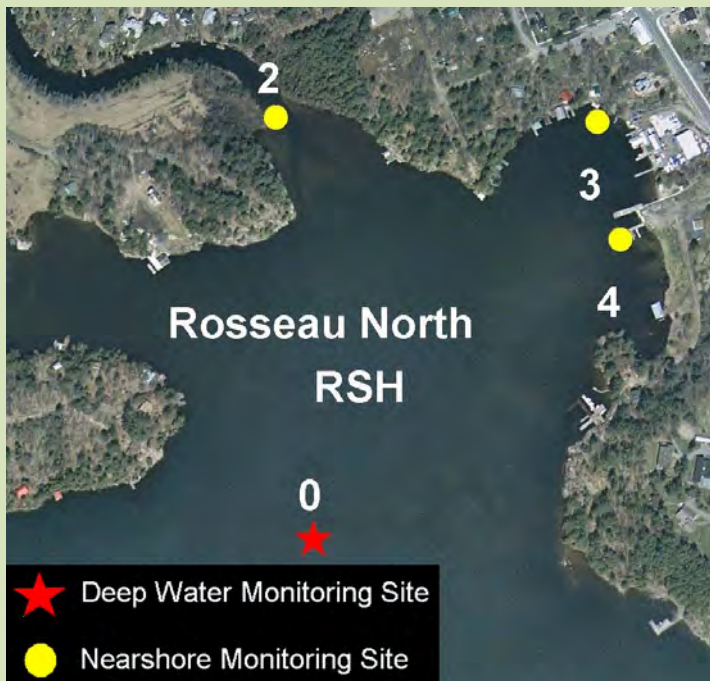 2
3
4
Rosseau North
RSH
0
Deep Water Monitoring Site
Nearshore Monitoring Site